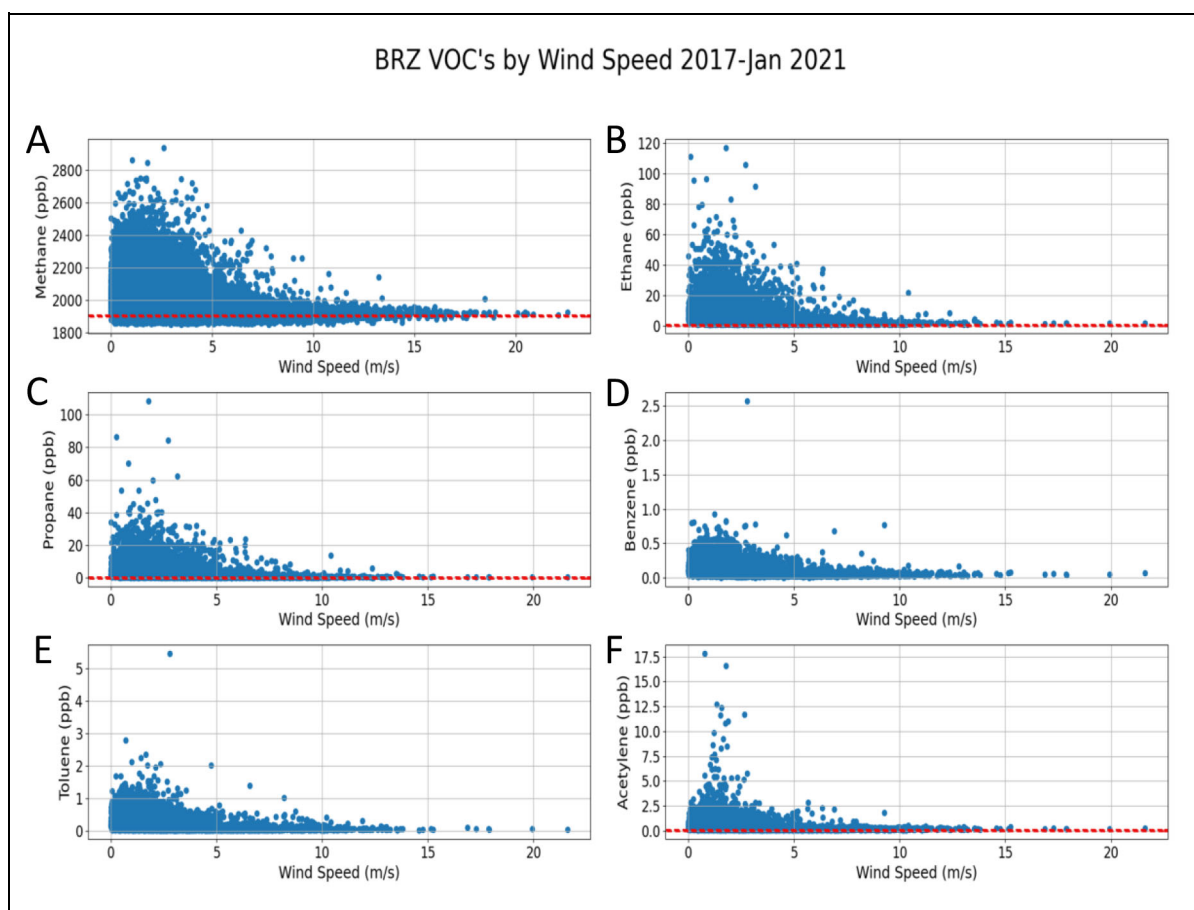 BRZ VOC's by Wind Speed 2017-Jan 2021
A
Methane (ppb)
2800
2600
2400
2200
2000
1800
0 5 10 15 20
Wind Speed (m/s)
B
Ethane (ppb)
120
100
80
60
40
20
0
0 5 10 15 20
Wind Speed (m/s)
C
Propane (ppb)
100
80
60
40
20
0
0 5 10 15 20
Wind Speed (m/s)
D
Benzene (ppb)
2.5
2.0
1.5
1.0
0.5
0.0
0 5 10 15 20
Wind Speed (m/s)
E
Toluene (ppb)
5
4
3
2
1
0
0 5 10 15 20
Wind Speed (m/s)
F
Acetylene (ppb)
17.5
15.0
12.5
10.0
7.5
5.0
2.5
0.0
0 5 10 15 20
Wind Speed (m/s)